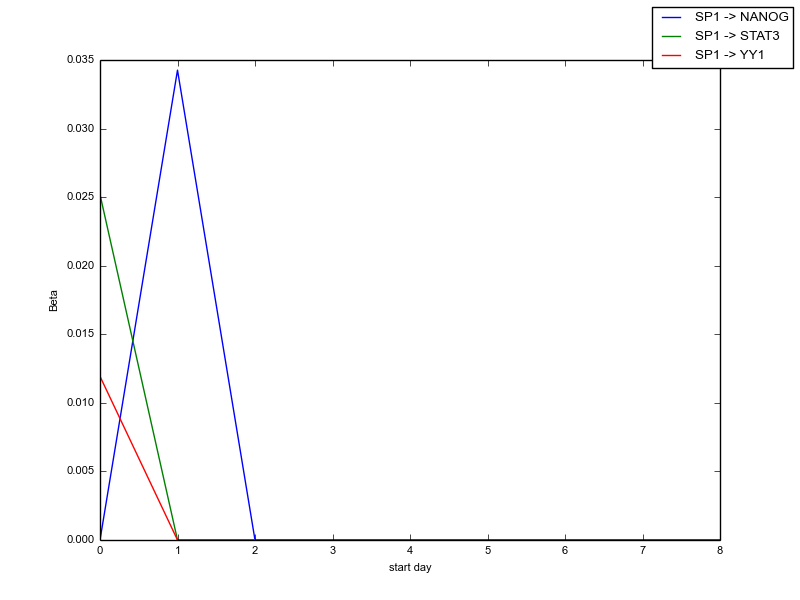 SP1 -> NANOG
SP1 -> STAT3
SP1 -> YY1
0.035
0.030
0.025
0.020
0.015
0.010
0.005
0.000
Beta
0 1 2 3 4 5 6 7 8
start day